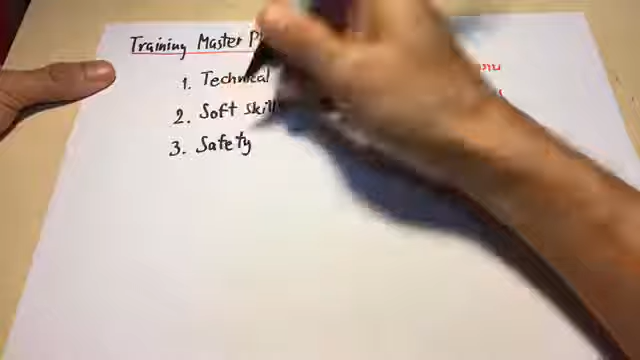 Training Master P
1. Technical
2. Soft skill
3. Safety